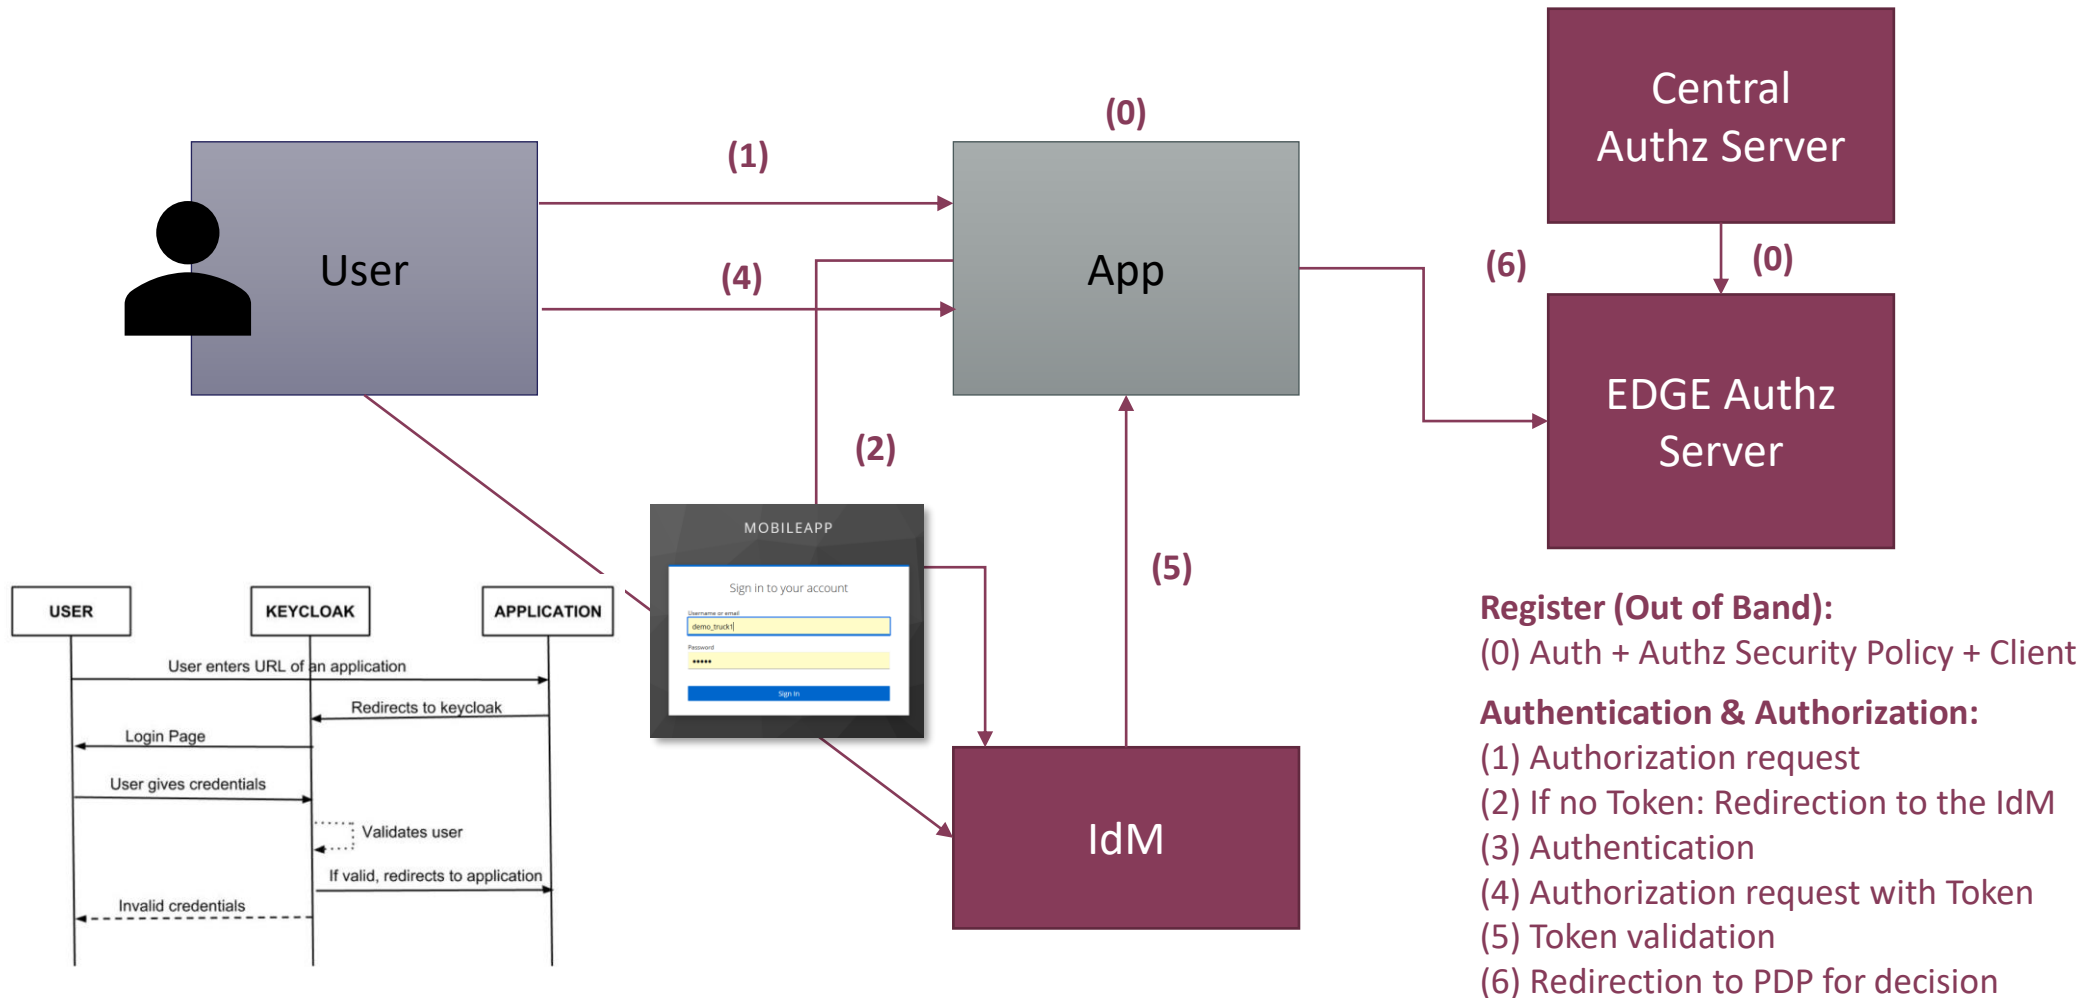 Central
Authz Server
(0)
(1)
User
App
(4)
(6)
(0)
EDGE Authz
Server
(2)
MOBILEAPP
Sign in to your account
Username or email
demo_truck1
Password
•••••
Sign In
(5)
IdM
USER
KEYCLOAK
APPLICATION
User enters URL of an application
Redirects to keycloak
Login Page
User gives credentials
Validates user
If valid, redirects to application
Invalid credentials
Register (Out of Band):
(0) Auth + Authz Security Policy + Client
Authentication & Authorization:
(1) Authorization request
(2) If no Token: Redirection to the IdM
(3) Authentication
(4) Authorization request with Token
(5) Token validation
(6) Redirection to PDP for decision